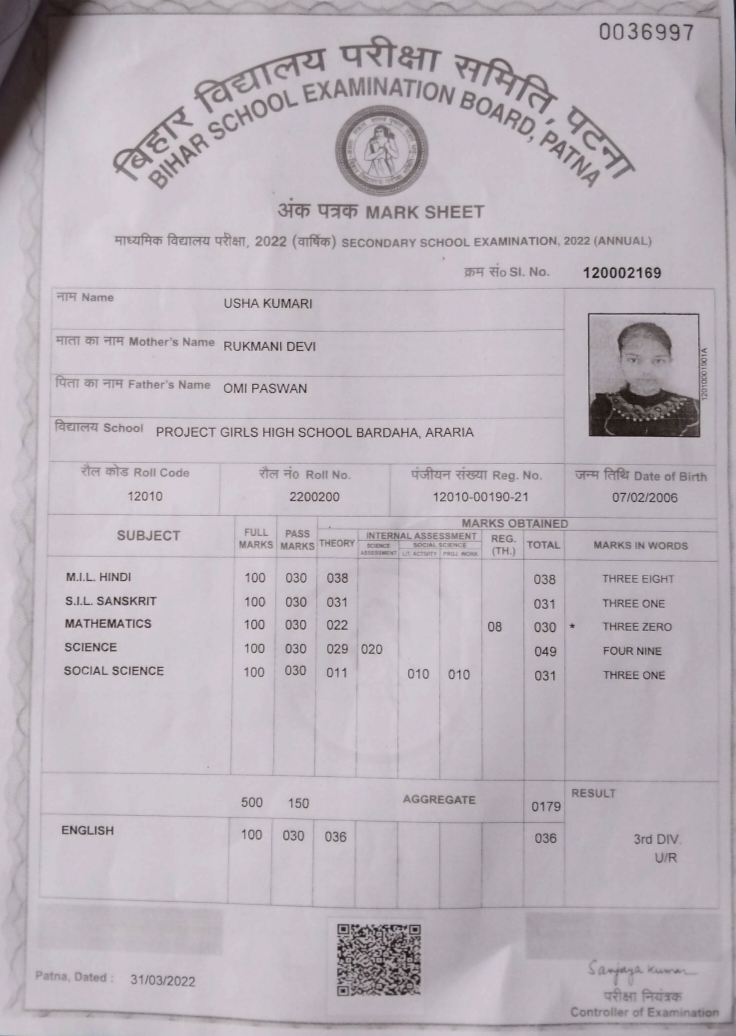 0036997
बिहार विद्यालय परीक्षा समिति, पटना
BIHAR SCHOOL EXAMINATION BOARD, PATNA
अंक पत्रक MARK SHEET
माध्यमिक विद्यालय परीक्षा, 2022 (वार्षिक) SECONDARY SCHOOL EXAMINATION, 2022 (ANNUAL)
क्रम सं० Sl. No. 120002169
नाम Name USHA KUMARI
माता का नाम Mother's Name RUKMANI DEVI
पिता का नाम Father's Name OMI PASWAN
विद्यालय School PROJECT GIRLS HIGH SCHOOL BARDAHA, ARARIA
रौल कोड Roll Code रौल नं० Roll No. पंजीयन संख्या Reg. No. जन्म तिथि Date of Birth
12010 2200200 12010-00190-21 07/02/2006
SUBJECT FULL MARKS PASS MARKS MARKS OBTAINED
THEORY INTERNAL ASSESSMENT REG. (TH.) TOTAL MARKS IN WORDS
SCIENCE ASSESSMENT SOCIAL SCIENCE
LIT. ACTIVITY PROJ. WORK
M.I.L. HINDI 100 030 038 038 THREE EIGHT
S.I.L. SANSKRIT 100 030 031 031 THREE ONE
MATHEMATICS 100 030 022 08 030 * THREE ZERO
SCIENCE 100 030 029 020 049 FOUR NINE
SOCIAL SCIENCE 100 030 011 010 010 031 THREE ONE
500 150 AGGREGATE 0179 RESULT
ENGLISH 100 030 036 036 3rd DIV.
U/R
Patna, Dated : 31/03/2022
Sanjaya Kumar
परीक्षा नियंत्रक
Controller of Examination